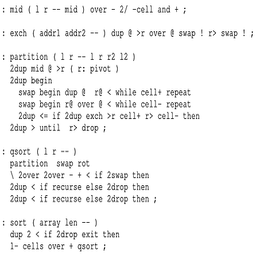 : mid ( l r -- mid ) over - 2/ -cell and + ;
: exch ( addr1 addr2 -- ) dup @ >r over @ swap ! r> swap ! ;
: partition ( l r -- l r r2 l2 )
2dup mid @ >r ( r: pivot )
2dup begin
swap begin dup @ r@ < while cell+ repeat
swap begin r@ over @ < while cell- repeat
2dup <= if 2dup exch >r cell+ r> cell- then
2dup > until r> drop ;
: qsort ( l r -- )
partition swap rot
\ 2over 2over - + < if 2swap then
2dup < if recurse else 2drop then
2dup < if recurse else 2drop then ;
: sort ( array len -- )
dup 2 < if 2drop exit then
1- cells over + qsort ;